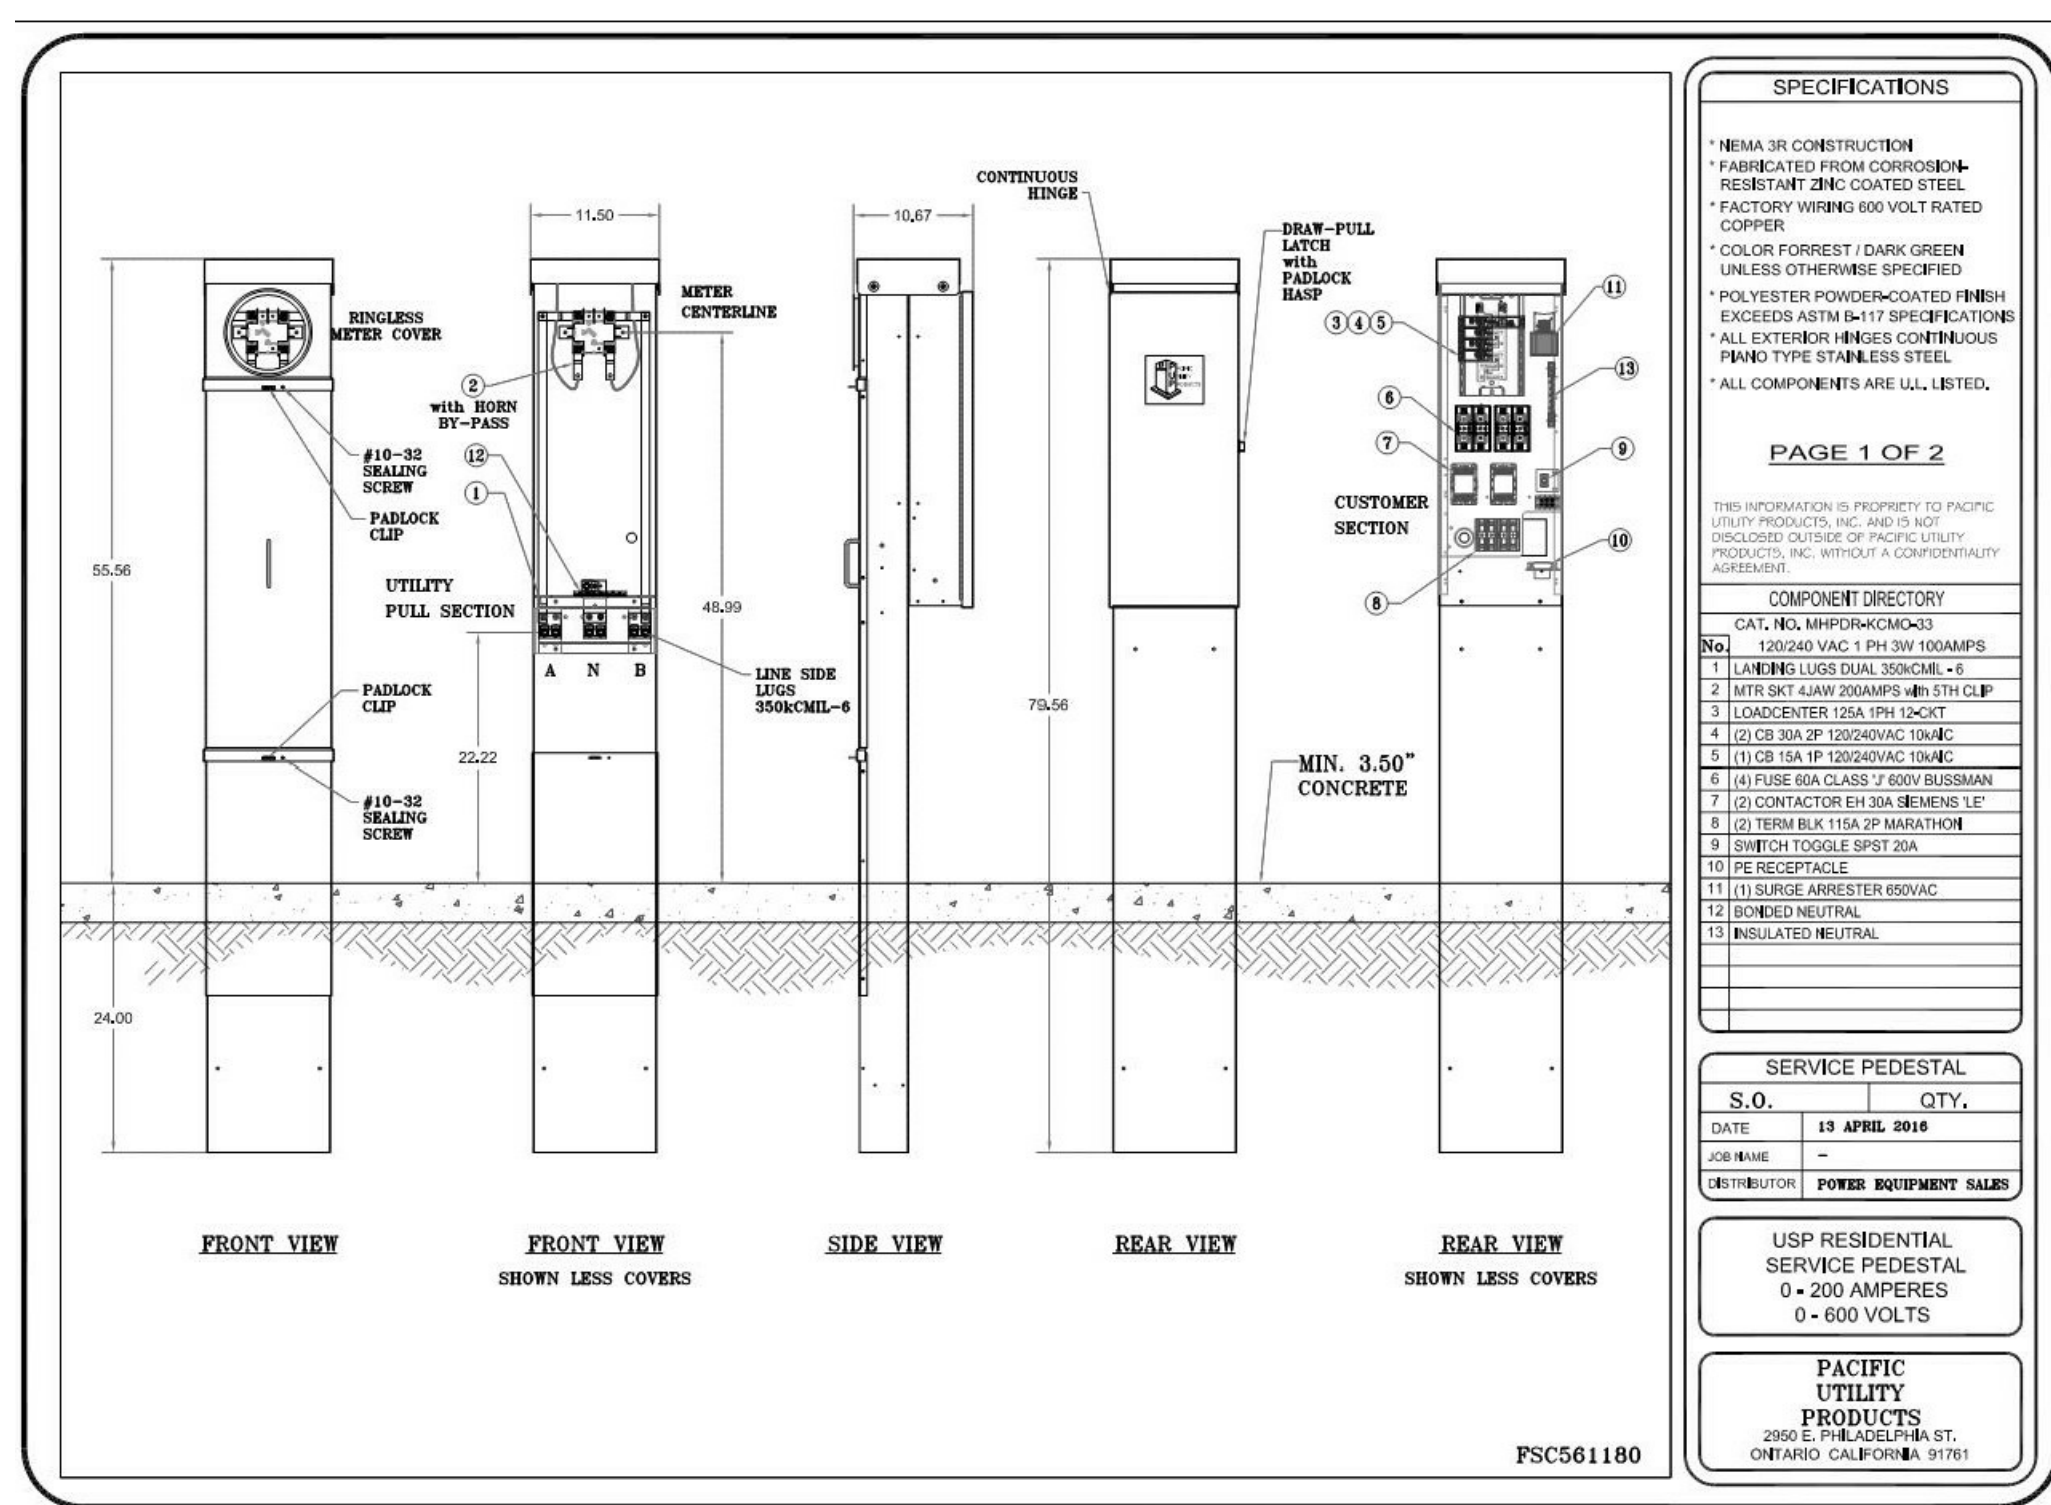 CONTINUOUS
HINGE
11.50
10.67
DRAW-PULL
LATCH
with
PADLOCK
HASP
RINGLESS
METER COVER
METER
CENTERLINE
11
3 4 5
13
2
with HORN
BY-PASS
6
#10-32
SEALING
SCREW
12
7
9
1
PADLOCK
CLIP
CUSTOMER
SECTION
10
55.56
UTILITY
PULL SECTION
48.99
8
A N B
LINE SIDE
LUGS
350kCMIL-6
PADLOCK
CLIP
79.56
22.22
MIN. 3.50"
CONCRETE
#10-32
SEALING
SCREW
24.00
FRONT VIEW
FRONT VIEW
SHOWN LESS COVERS
SIDE VIEW
REAR VIEW
REAR VIEW
SHOWN LESS COVERS
FSC561180
SPECIFICATIONS
* NEMA 3R CONSTRUCTION
* FABRICATED FROM CORROSION-
RESISTANT ZINC COATED STEEL
* FACTORY WIRING 600 VOLT RATED
COPPER
* COLOR FORREST / DARK GREEN
UNLESS OTHERWISE SPECIFIED
* POLYESTER POWDER-COATED FINISH
EXCEEDS ASTM B-117 SPECIFICATIONS
* ALL EXTERIOR HINGES CONTINUOUS
PIANO TYPE STAINLESS STEEL
* ALL COMPONENTS ARE U.L. LISTED.
PAGE 1 OF 2
THIS INFORMATION IS PROPRIETY TO PACIFIC
UTILITY PRODUCTS, INC. AND IS NOT
DISCLOSED OUTSIDE OF PACIFIC UTILITY
PRODUCTS, INC. WITHOUT A CONFIDENTIALITY
AGREEMENT.
COMPONENT DIRECTORY
CAT. NO. MHPDR-KCMO-33
No. 120/240 VAC 1 PH 3W 100AMPS
1 LANDING LUGS DUAL 350kCMIL - 6
2 MTR SKT 4JAW 200AMPS with 5TH CLIP
3 LOADCENTER 125A 1PH 12-CKT
4 (2) CB 30A 2P 120/240VAC 10kAIC
5 (1) CB 15A 1P 120/240VAC 10kAIC
6 (4) FUSE 60A CLASS 'J' 600V BUSSMAN
7 (2) CONTACTOR EH 30A SIEMENS 'LE'
8 (2) TERM BLK 115A 2P MARATHON
9 SWITCH TOGGLE SPST 20A
10 PE RECEPTACLE
11 (1) SURGE ARRESTER 650VAC
12 BONDED NEUTRAL
13 INSULATED NEUTRAL
SERVICE PEDESTAL
S.O. QTY.
DATE 13 APRIL 2016
JOB NAME -
DISTRIBUTOR POWER EQUIPMENT SALES
USP RESIDENTIAL
SERVICE PEDESTAL
0 - 200 AMPERES
0 - 600 VOLTS
PACIFIC
UTILITY
PRODUCTS
2950 E. PHILADELPHIA ST.
ONTARIO CALIFORNIA 91761